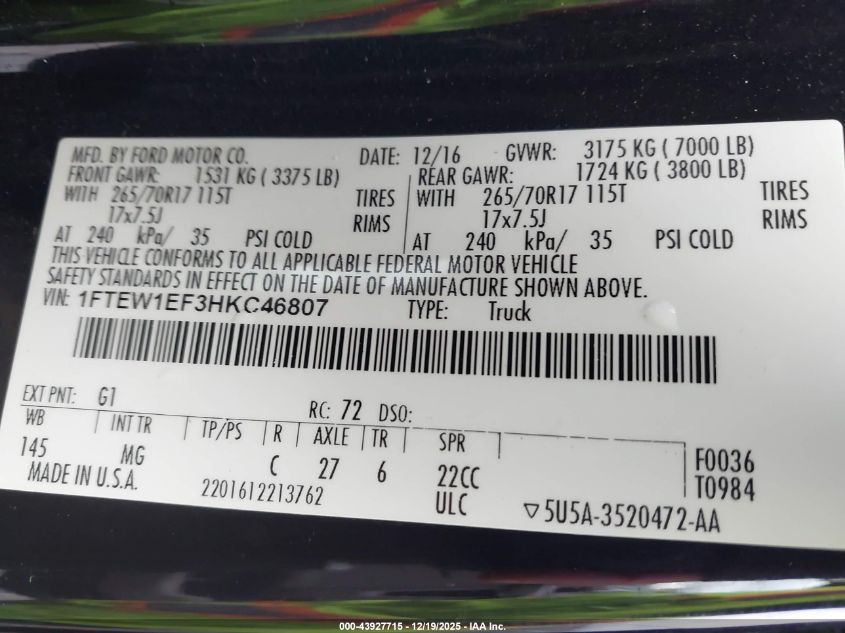 MFD. BY FORD MOTOR CO. DATE: 12/16 GVWR: 3175 KG ( 7000 LB)
FRONT GAWR: 1531 KG ( 3375 LB) REAR GAWR: 1724 KG ( 3800 LB)
WITH 265/70R17 115T TIRES WITH 265/70R17 115T TIRES
17x7.5J RIMS 17x7.5J RIMS
AT 240 kPa/ 35 PSI COLD AT 240 kPa/ 35 PSI COLD
THIS VEHICLE CONFORMS TO ALL APPLICABLE FEDERAL MOTOR VEHICLE
SAFETY STANDARDS IN EFFECT ON THE DATE OF MANUFACTURE SHOWN ABOVE.
VIN: 1FTEW1EF3HKC46807 TYPE: Truck
EXT PNT: G1 RC: 72 DSO:
WB INT TR TP/PS R AXLE TR SPR
145 MG C 27 6 22CC F0036
MADE IN U.S.A. 2201612213762 ULC T0984
▽5U5A-3520472-AA
000-43927715 - 12/19/2025 - IAA Inc.